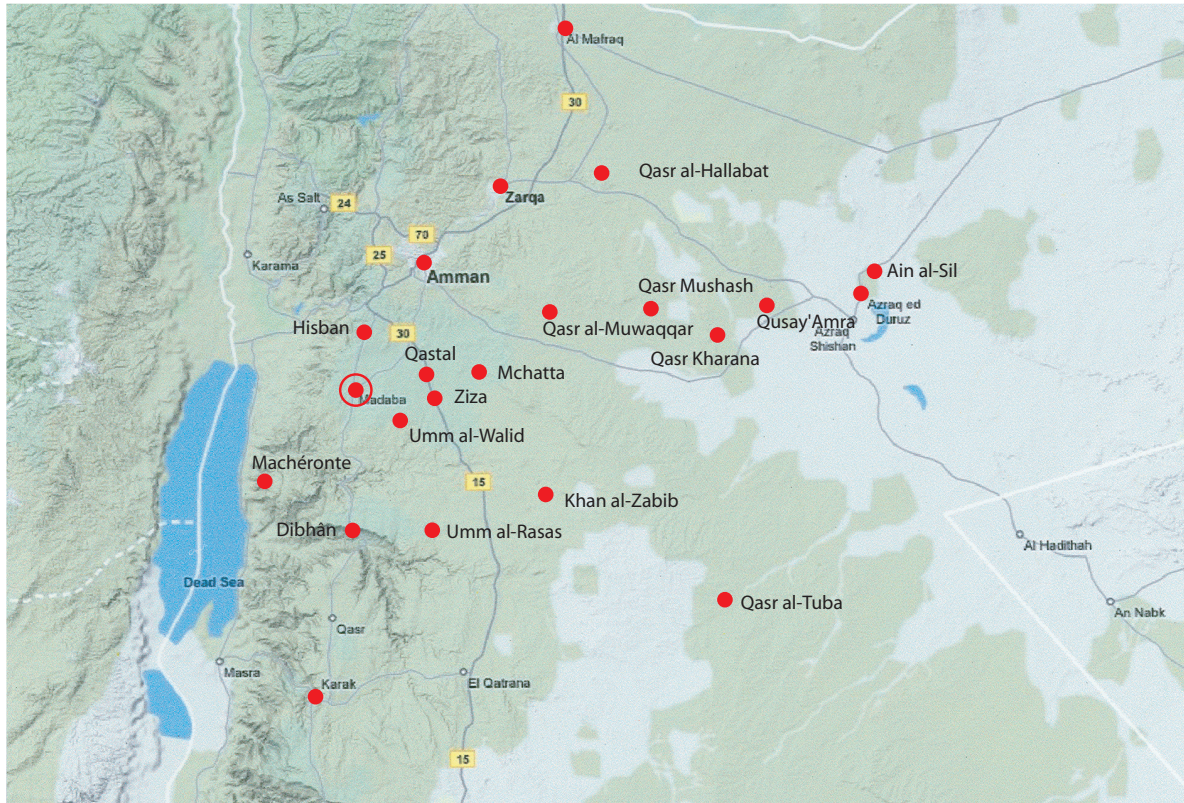 Al Mafraq
30
Qasr al-Hallabat
Zarqa
As Salt
24
70
25
Karama
Amman
Ain al-Sil
Qasr Mushash
Azraq ed
Duruz
Qusay'Amra
Qasr al-Muwaqqar
Azraq
Shishan
Hisban
30
Qasr Kharana
Qastal
Mchatta
Madaba
Ziza
Umm al-Walid
Machéronte
15
Khan al-Zabib
Dibhân
Umm al-Rasas
Al Hadithah
Dead Sea
Qasr al-Tuba
An Nabk
Qasr
Masra
El Qatrana
Karak
15